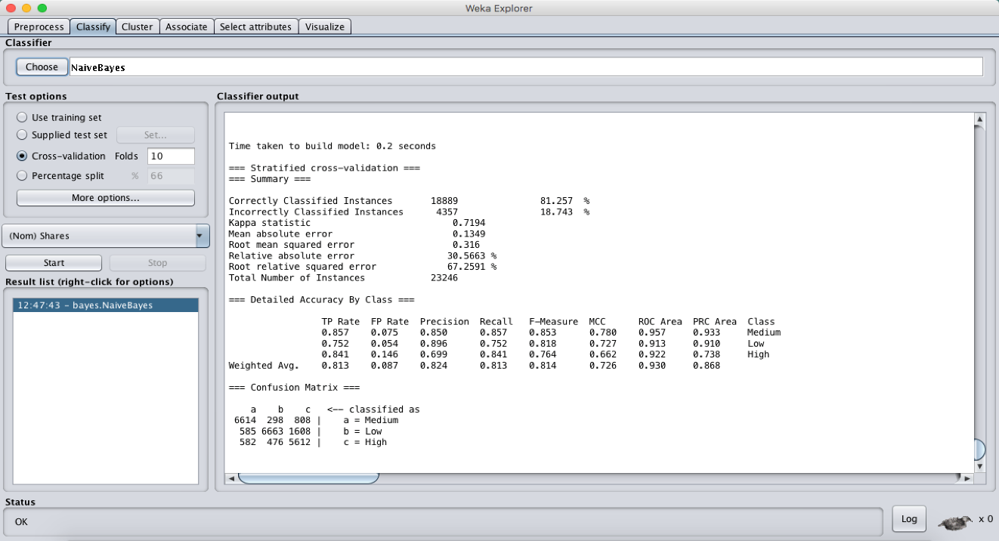 Weka Explorer
Preprocess Classify Cluster Associate Select attributes Visualize
Classifier
Choose NaiveBayes
Test options
Use training set
Supplied test set Set...
Cross-validation Folds 10
Percentage split % 66
More options...
(Nom) Shares
Start Stop
Result list (right-click for options)
12:47:43 - bayes.NaiveBayes
Classifier output
Time taken to build model: 0.2 seconds
=== Stratified cross-validation ===
=== Summary ===
Correctly Classified Instances 18889 81.257 %
Incorrectly Classified Instances 4357 18.743 %
Kappa statistic 0.7194
Mean absolute error 0.1349
Root mean squared error 0.316
Relative absolute error 30.5663 %
Root relative squared error 67.2591 %
Total Number of Instances 23246
=== Detailed Accuracy By Class ===
TP Rate FP Rate Precision Recall F-Measure MCC ROC Area PRC Area Class
0.857 0.075 0.850 0.857 0.853 0.780 0.957 0.933 Medium
0.752 0.054 0.896 0.752 0.818 0.727 0.913 0.910 Low
0.841 0.146 0.699 0.841 0.764 0.662 0.922 0.738 High
Weighted Avg. 0.813 0.087 0.824 0.813 0.814 0.726 0.930 0.868
=== Confusion Matrix ===
a b c <-- classified as
6614 298 808 | a = Medium
585 6663 1608 | b = Low
582 476 5612 | c = High
Status
OK
Log x 0